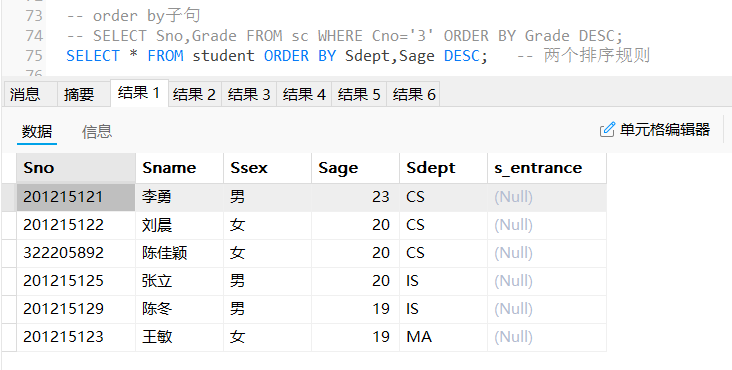 73 -- order by子句
74 -- SELECT Sno,Grade FROM sc WHERE Cno='3' ORDER BY Grade DESC;
75 SELECT * FROM student ORDER BY Sdept,Sage DESC; -- 两个排序规则
76
消息 摘要 结果 1 结果 2 结果 3 结果 4 结果 5 结果 6
数据 信息 单元格编辑器
Sno Sname Ssex Sage Sdept s_entrance
201215121 李勇 男 23 CS (Null)
201215122 刘晨 女 20 CS (Null)
322205892 陈佳颖 女 20 CS (Null)
201215125 张立 男 20 IS (Null)
201215129 陈冬 男 19 IS (Null)
201215123 王敏 女 19 MA (Null)